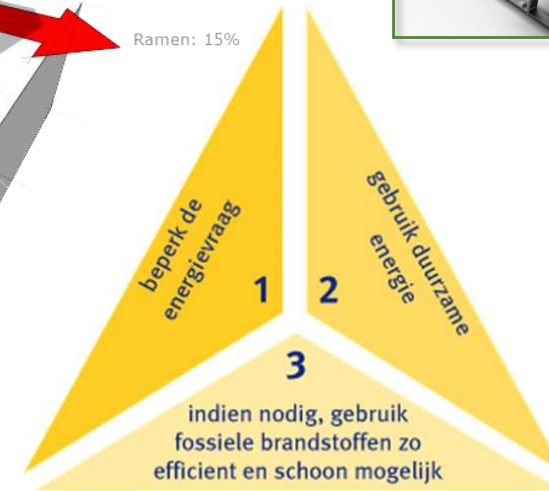 Ramen: 15%
beperk de
energievraag
1
gebruik duurzame
energie
2
3
indien nodig, gebruik
fossiele brandstoffen zo
efficient en schoon mogelijk